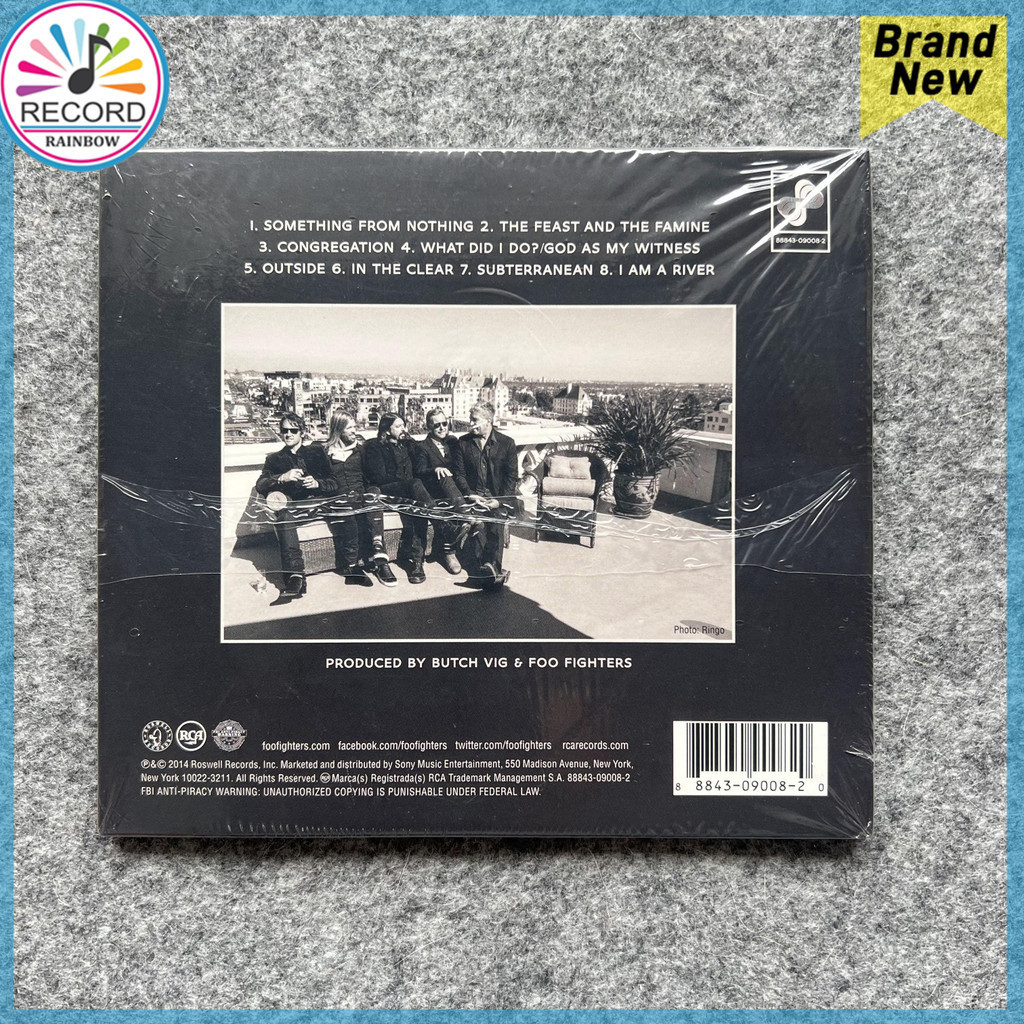 RECORD
RAINBOW
Brand
New
88843-09008-2
1. SOMETHING FROM NOTHING 2. THE FEAST AND THE FAMINE
3. CONGREGATION 4. WHAT DID I DO?/GOD AS MY WITNESS
5. OUTSIDE 6. IN THE CLEAR 7. SUBTERRANEAN 8. I AM A RIVER
Photo: Ringo
PRODUCED BY BUTCH VIG & FOO FIGHTERS
RCA
foofighters.com facebook.com/foofighters twitter.com/foofighters rcarecords.com
℗&© 2014 Roswell Records, Inc. Marketed and distributed by Sony Music Entertainment, 550 Madison Avenue, New York,
New York 10022-3211. All Rights Reserved. Marca(s) Registrada(s) RCA Trademark Management S.A. 88843-09008-2
FBI ANTI-PIRACY WARNING: UNAUTHORIZED COPYING IS PUNISHABLE UNDER FEDERAL LAW.
8 8843-09008-2 0